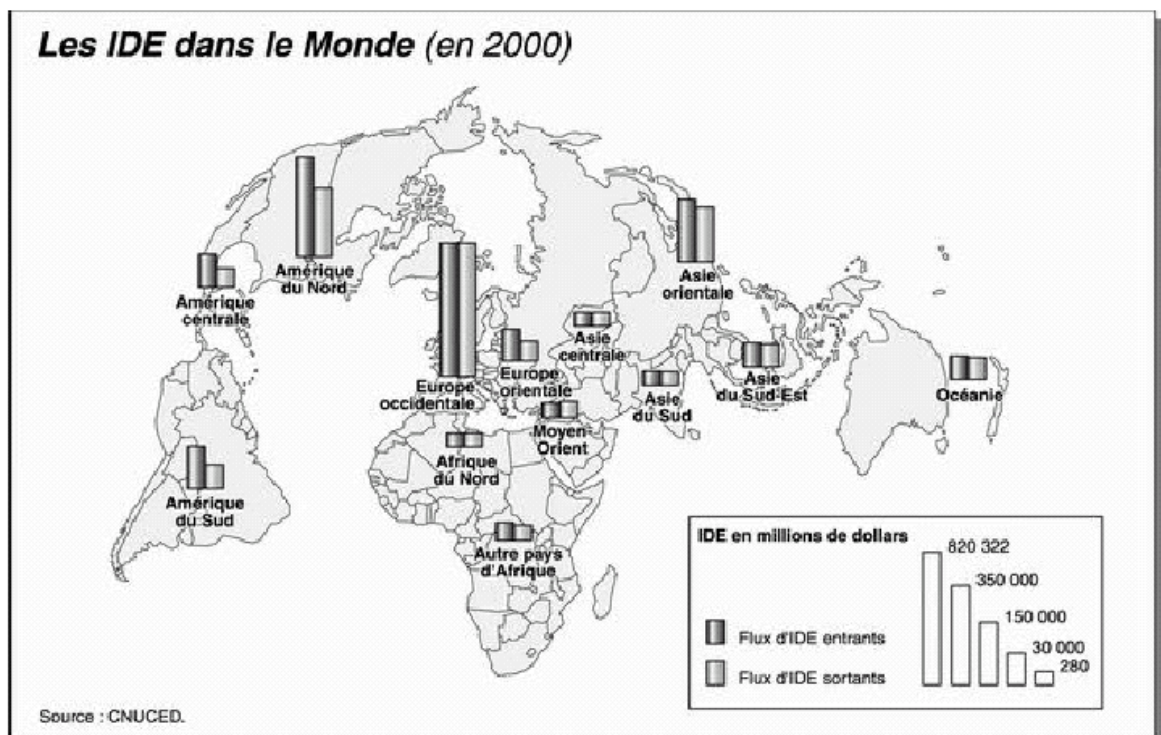 Les IDE dans le Monde (en 2000)
Amérique
du Nord
Amérique
centrale
Asie
orientale
Asie
centrale
Europe
orientale
Europe
occidentale
Asie
du Sud
Asie
du Sud-Est
Océanie
Moyen-
Orient
Afrique
du Nord
Amérique
du Sud
Autre pays
d'Afrique
IDE en millions de dollars
820 322
350 000
150 000
30 000
280
Flux d'IDE entrants
Flux d'IDE sortants
Source : CNUCED.